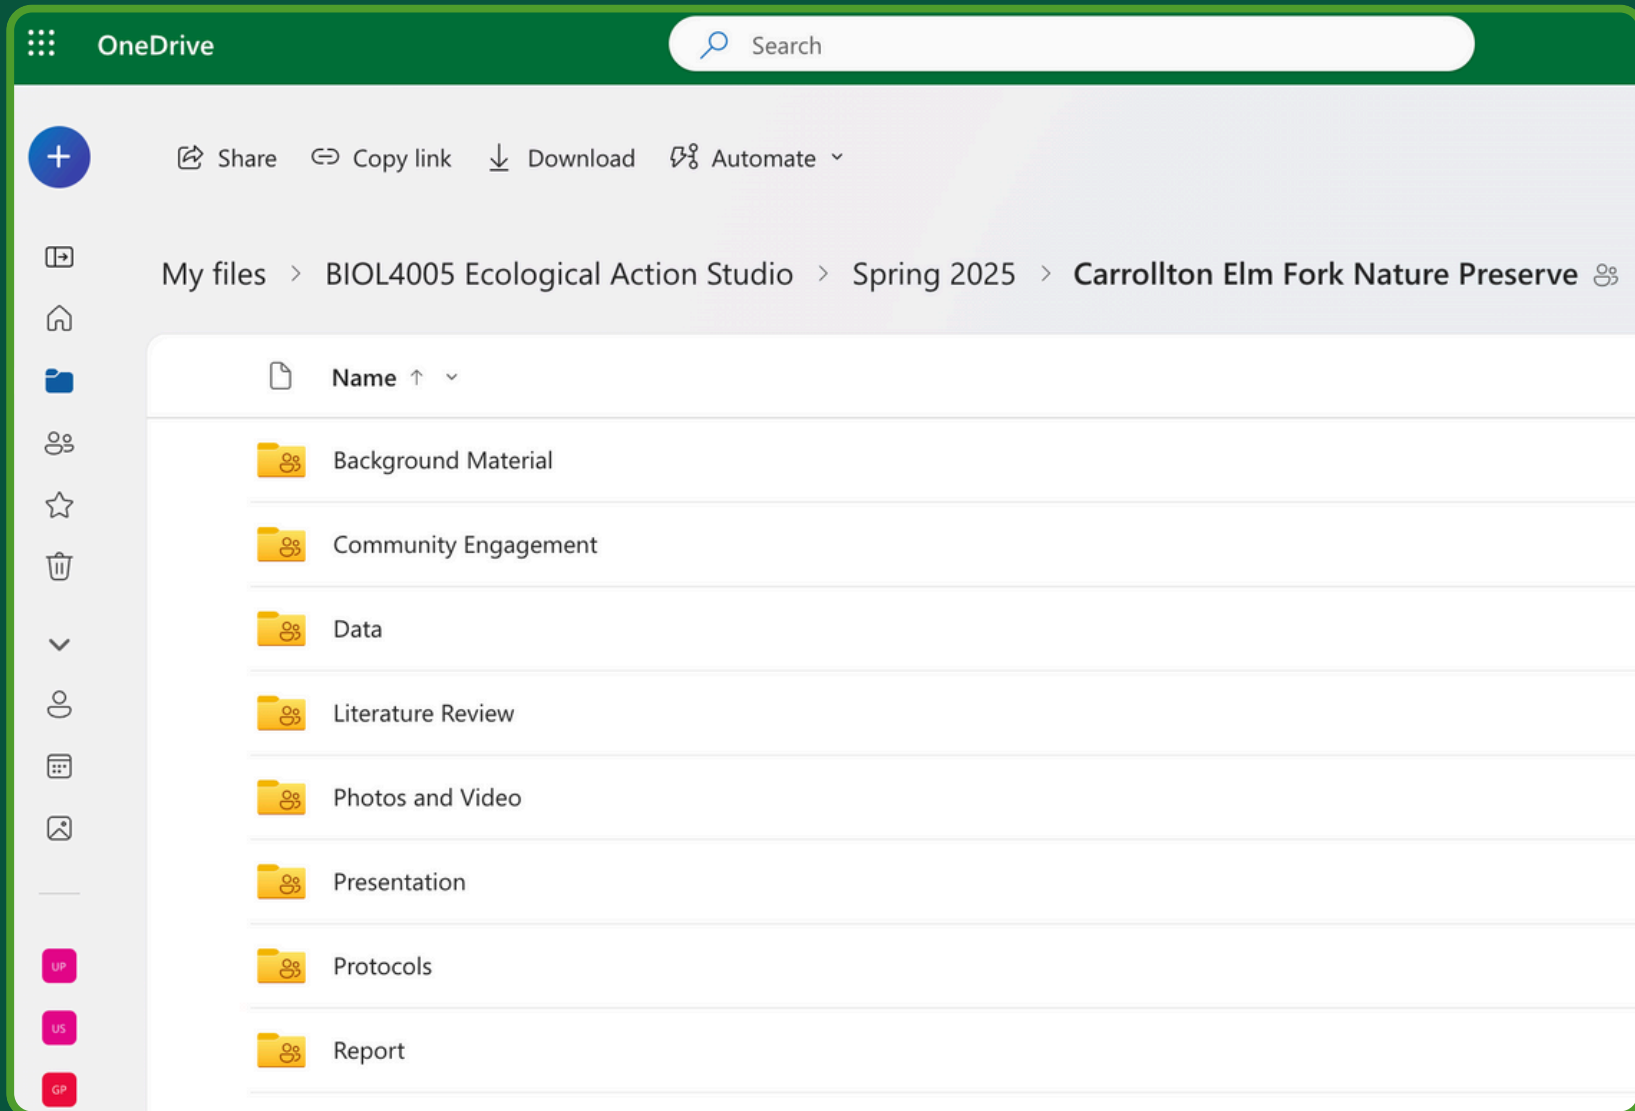 OneDrive
Search
Share
Copy link
Download
Automate
My files > BIOL4005 Ecological Action Studio > Spring 2025 > Carrollton Elm Fork Nature Preserve
Name
Background Material
Community Engagement
Data
Literature Review
Photos and Video
Presentation
Protocols
Report
UP
US
GP